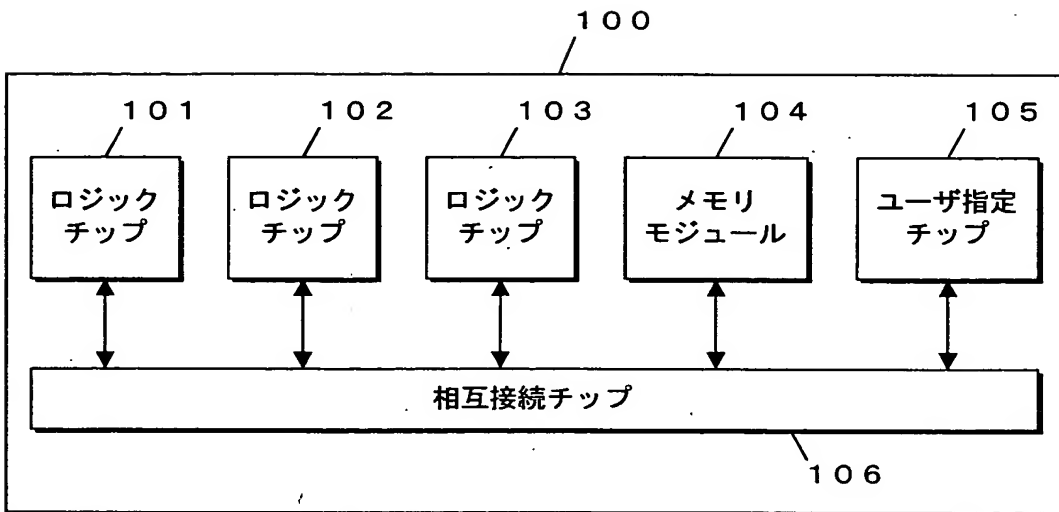 １００
１０１
１０２
１０３
１０４
１０５
ロジック
チップ
ロジック
チップ
ロジック
チップ
メモリ
モジュール
ユーザ指定
チップ
相互接続チップ
１０６